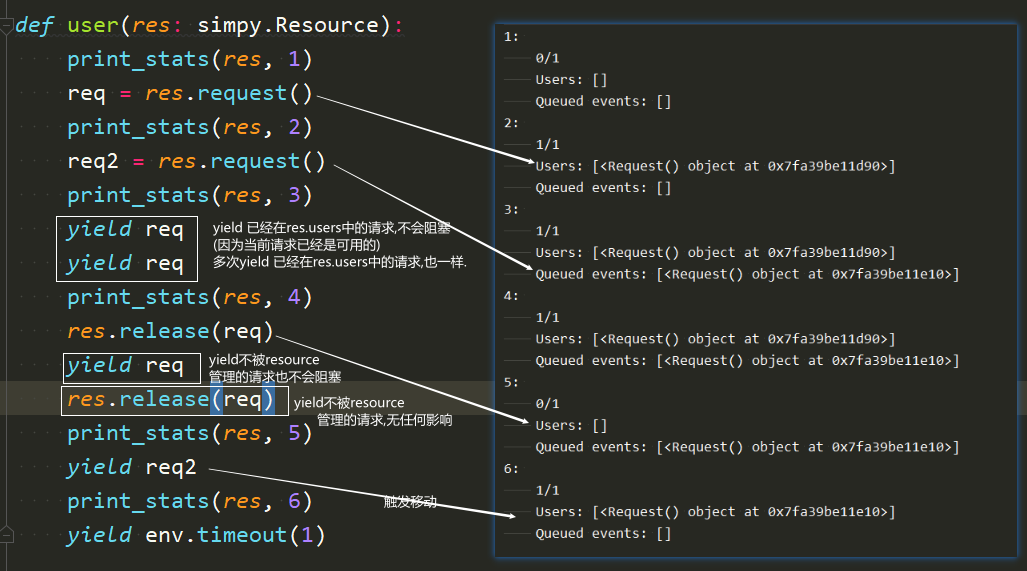 def user(res: simpy.Resource):
print_stats(res, 1)
req = res.request()
print_stats(res, 2)
req2 = res.request()
print_stats(res, 3)
yield req
yield req
yield 已经在res.users中的请求,不会阻塞
(因为当前请求已经是可用的)
多次yield 已经在res.users中的请求,也一样.
print_stats(res, 4)
res.release(req)
yield req
yield不被resource
管理的请求也不会阻塞
res.release(req)
yield不被resource
管理的请求,无任何影响
print_stats(res, 5)
yield req2
print_stats(res, 6)
触发移动
yield env.timeout(1)
1:
0/1
Users: []
Queued events: []
2:
1/1
Users: [<Request() object at 0x7fa39be11d90>]
Queued events: []
3:
1/1
Users: [<Request() object at 0x7fa39be11d90>]
Queued events: [<Request() object at 0x7fa39be11e10>]
4:
1/1
Users: [<Request() object at 0x7fa39be11d90>]
Queued events: [<Request() object at 0x7fa39be11e10>]
5:
0/1
Users: []
Queued events: [<Request() object at 0x7fa39be11e10>]
6:
1/1
Users: [<Request() object at 0x7fa39be11e10>]
Queued events: []